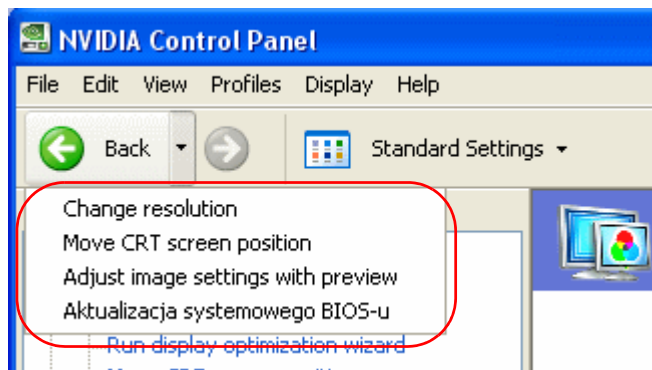 NVIDIA Control Panel
File Edit View Profiles Display Help
Back Standard Settings
Change resolution
Move CRT screen position
Adjust image settings with preview
Aktualizacja systemowego BIOS-u
Run display optimization wizard